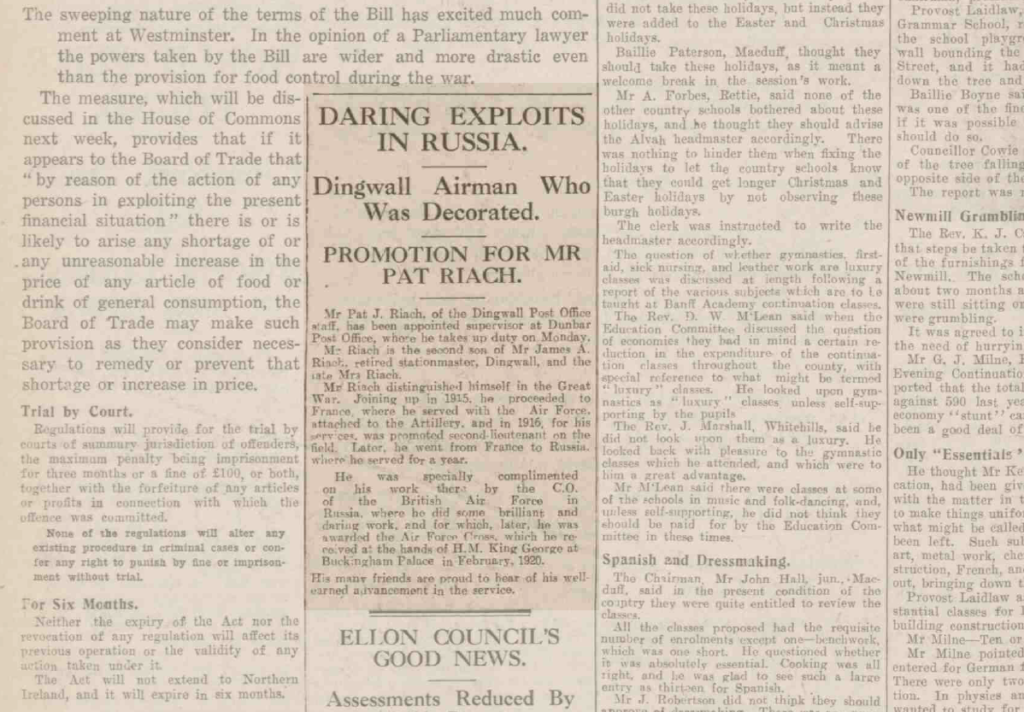 The sweeping nature of the terms of the Bill has excited much com-
ment at Westminster. In the opinion of a Parliamentary lawyer
the powers taken by the Bill are wider and more drastic even
than the provision for food control during the war.
The measure, which will be dis-
cussed in the House of Commons
next week, provides that if it
appears to the Board of Trade that
" by reason of the action of any
persons in exploiting the present
financial situation " there is or is
likely to arise any shortage of or
any unreasonable increase in the
price of any article of food or
drink of general consumption, the
Board of Trade may make such
provision as they consider neces-
sary to remedy or prevent that
shortage or increase in price.
Trial by Court.
Regulations will provide for the trial by
courts of summary jurisdiction of offenders,
the maximum penalty being imprisonment
for three months or a fine of £100, or both,
together with the forfeiture of any articles
or profits in connection with which the
offence was committed.
None of the regulations will alter any
existing procedure in criminal cases or con-
fer any right to punish by fine or imprison-
ment without trial.
For Six Months.
Neither the expiry of the Act nor the
revocation of any regulation will affect its
previous operation or the validity of any
action taken under it.
The Act will not extend to Northern
Ireland, and it will expire in six months.
DARING EXPLOITS
IN RUSSIA.
Dingwall Airman Who
Was Decorated.
PROMOTION FOR MR
PAT RIACH.
Mr Pat J. Riach, of the Dingwall Post Office
staff, has been appointed supervisor at Dunbar
Post Office, where he takes up duty on Monday.
Mr Riach is the second son of Mr James A.
Riach, retired stationmaster, Dingwall, and the
late Mrs Riach.
Mr Riach distinguished himself in the Great
War. Joining up in 1915, he proceeded to
France, where he served with the Air Force,
attached to the Artillery, and in 1916, for his
services, was promoted second-lieutenant on the
field. Later, he went from France to Russia,
where he served for a year.
He was specially complimented
on his work there by the C.O.
of the British Air Force in
Russia, where he did some brilliant and
daring work, and for which, later, he was
awarded the Air Force Cross, which he re-
ceived at the hands of H.M. King George at
Buckingham Palace in February, 1920.
His many friends are proud to hear of his well-
earned advancement in the service.
ELLON COUNCIL'S
GOOD NEWS.
Assessments Reduced By
did not take these holidays, but instead they
were added to the Easter and Christmas
holidays.
Baillie Paterson, Macduff, thought they
should take these holidays, as it meant a
welcome break in the session's work.
Mr A. Forbes, Rettie, said none of the
other country schools bothered about these
holidays, and he thought they should advise
the Alvah headmaster accordingly. There
was nothing to hinder them when fixing the
holidays to let the country schools know
that they could get longer Christmas and
Easter holidays by not observing these
burgh holidays.
The clerk was instructed to write the
headmaster accordingly.
The question of whether gymnastics, first-
aid, sick nursing, and leather work are luxury
classes was discussed at length following a
report of the various subjects which are to be
taught at Banff Academy continuation classes.
The Rev. D. W. M'Lean said when the
Education Committee discussed the question
of economies they had in mind a certain re-
duction in the expenditure of the continua-
tion classes throughout the county, with
special reference to what might be termed
"luxury" classes. He looked upon gym-
nastics as "luxury" classes unless self-sup-
porting by the pupils
The Rev. J. Marshall, Whitehills, said he
did not look upon them as a luxury. He
looked back with pleasure to the gymnastic
classes which he attended, and which were to
him a great advantage.
Mr M'Lean said there were classes at some
of the schools in music and folk-dancing, and,
unless self-supporting, he did not think they
should be paid for by the Education Com-
mittee in these times.
Spanish and Dressmaking.
The Chairman, Mr John Hall, jun., Mac-
duff, said in the present condition of the
country they were quite entitled to review the
classes.
All the classes proposed had the requisite
number of enrolments except one—benchwork,
which was one short. He questioned whether
it was absolutely essential. Cooking was all
right, and he was glad to see such a large
entry as thirteen for Spanish.
Mr J. Robertson did not think they should
Provost Laidlaw,
Grammar School,
the school playgr
wall bounding the
Street, and it had
down the tree and
Baillie Boyne sai
was one of the fine
If it was possible
should do so.
Councillor Cowie
of the tree falling
opposite side of the
The report was
Newmill Grumblin
The Rev. K. J. C
that steps be taken
of the furnishings
Newmill. The sch
about two months a
were still sitting o
were grumbling.
It was agreed to i
the need of hurryin
Mr G. J. Milne,
Evening Continuatio
ported that the total
against 590 last ye
economy "stunt" ca
been a good deal of
Only "Essentials
He thought Mr Ke
cation, had been giv
with the matter in t
to make things unifo
what might be called
been left. Such sul
art, metal work, che
struction, French, an
out, bringing down t
Provost Laidlaw a
stantial classes for
building construction
Mr Milne—Ten or
Mr Milne pointed
entered for German
There were only two
tion. In physics an
wanted to study for